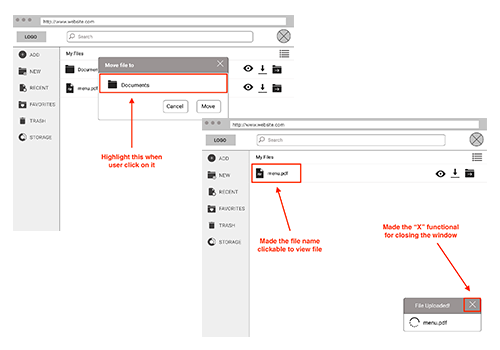 http://www.website.com
LOGO
Search
ADD
NEW
RECENT
FAVORITES
TRASH
STORAGE
My Files
Documen
menu.pdf
Move file to
Documents
Cancel
Move
Highlight this when
user click on it
http://www.website.com
LOGO
Search
ADD
NEW
RECENT
FAVORITES
TRASH
STORAGE
My Files
menu.pdf
Made the file name
clickable to view file
Made the "X" functional
for closing the window
File Uploaded!
menu.pdf